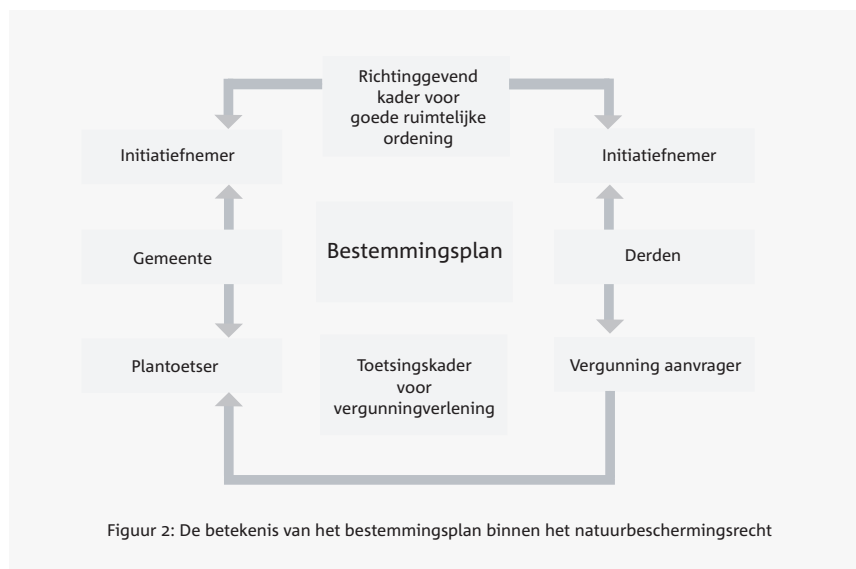 Richtinggevend
kader voor
goede ruimtelijke
ordening
Initiatiefnemer
Initiatiefnemer
Gemeente
Bestemmingsplan
Derden
Plantoetser
Toetsingskader
voor
vergunningverlening
Vergunning aanvrager
Figuur 2: De betekenis van het bestemmingsplan binnen het natuurbeschermingsrecht